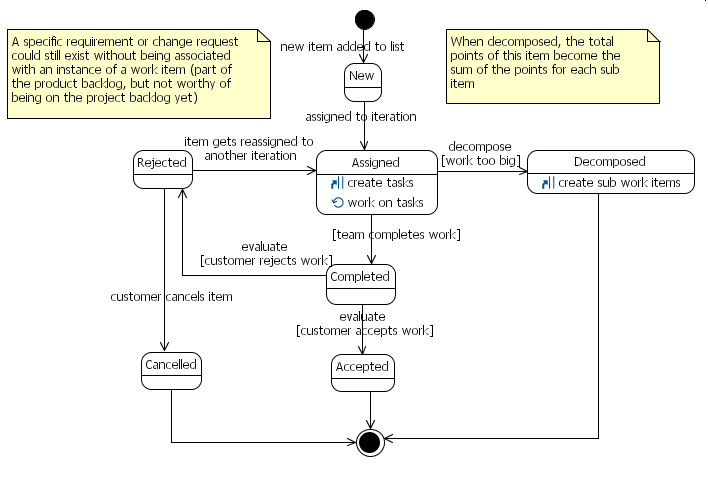 A specific requirement or change request
could still exist without being associated
with an instance of a work item (part of
the product backlog, but not worthy of
being on the project backlog yet)
When decomposed, the total
points of this item become the
sum of the points for each sub
item
new item added to list
New
assigned to iteration
item gets reassigned to
another iteration
decompose
[work too big]
Rejected
Assigned
create tasks
work on tasks
Decomposed
create sub work items
[team completes work]
evaluate
[customer rejects work]
Completed
customer cancels item
evaluate
[customer accepts work]
Cancelled
Accepted